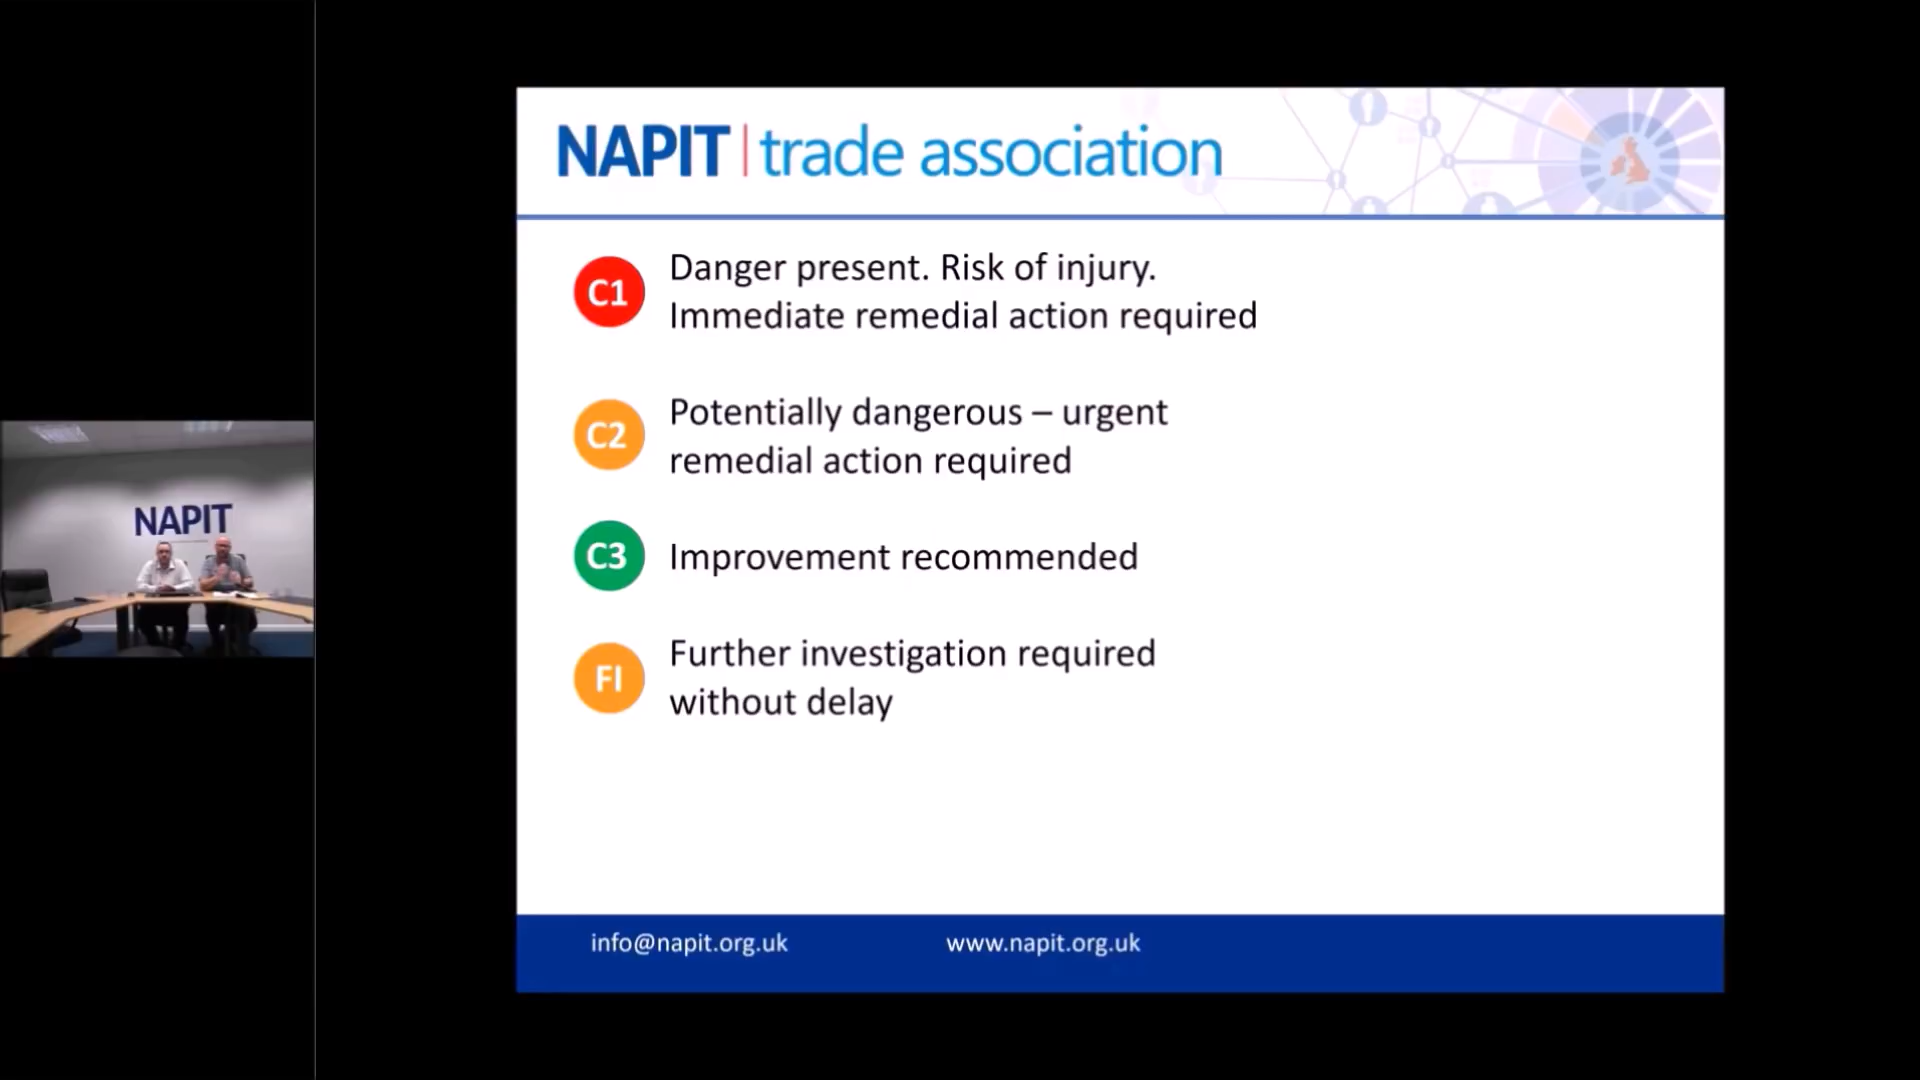 NAPIT
NAPIT | trade association
C1
Danger present. Risk of injury.
Immediate remedial action required
C2
Potentially dangerous – urgent
remedial action required
C3
Improvement recommended
FI
Further investigation required
without delay
info@napit.org.uk
www.napit.org.uk